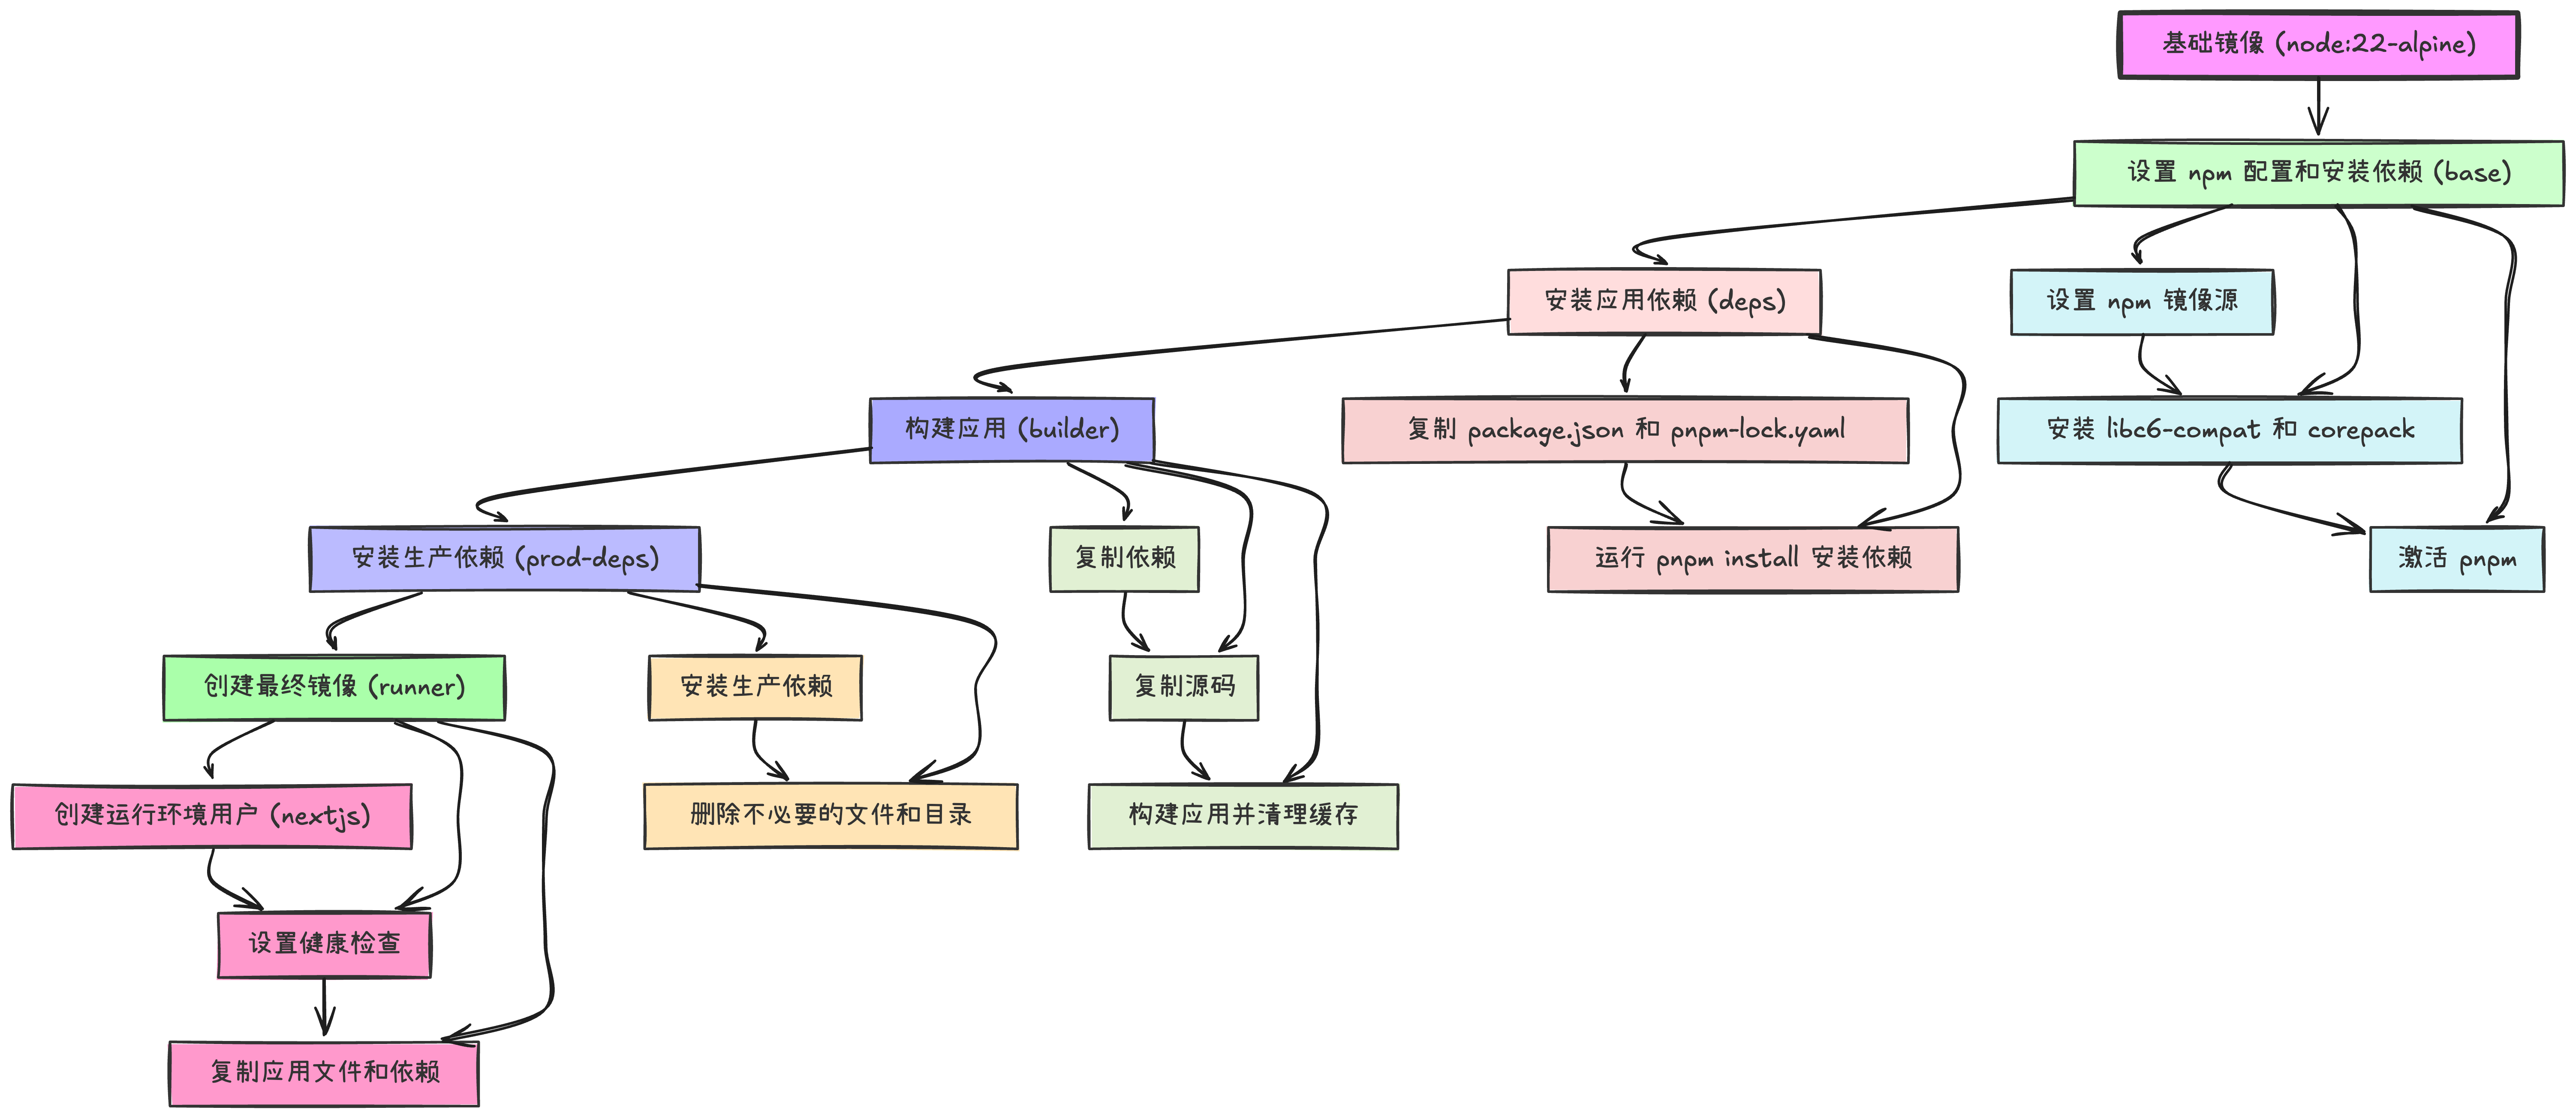 基础镜像 (node:22-alpine)
设置 npm 配置和安装依赖 (base)
安装应用依赖 (deps)
设置 npm 镜像源
构建应用 (builder)
复制 package.json 和 pnpm-lock.yaml
安装 libc6-compat 和 corepack
安装生产依赖 (prod-deps)
复制依赖
运行 pnpm install 安装依赖
激活 pnpm
创建最终镜像 (runner)
安装生产依赖
复制源码
创建运行环境用户 (nextjs)
删除不必要的文件和目录
构建应用并清理缓存
设置健康检查
复制应用文件和依赖